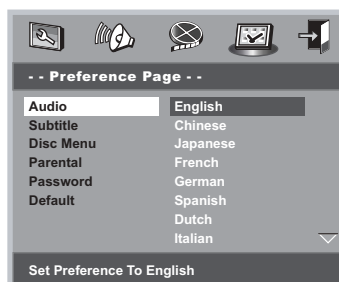 - - Preference Page - -
Audio
Subtitle
Disc Menu
Parental
Password
Default
English
Chinese
Japanese
French
German
Spanish
Dutch
Italian
Set Preference To English